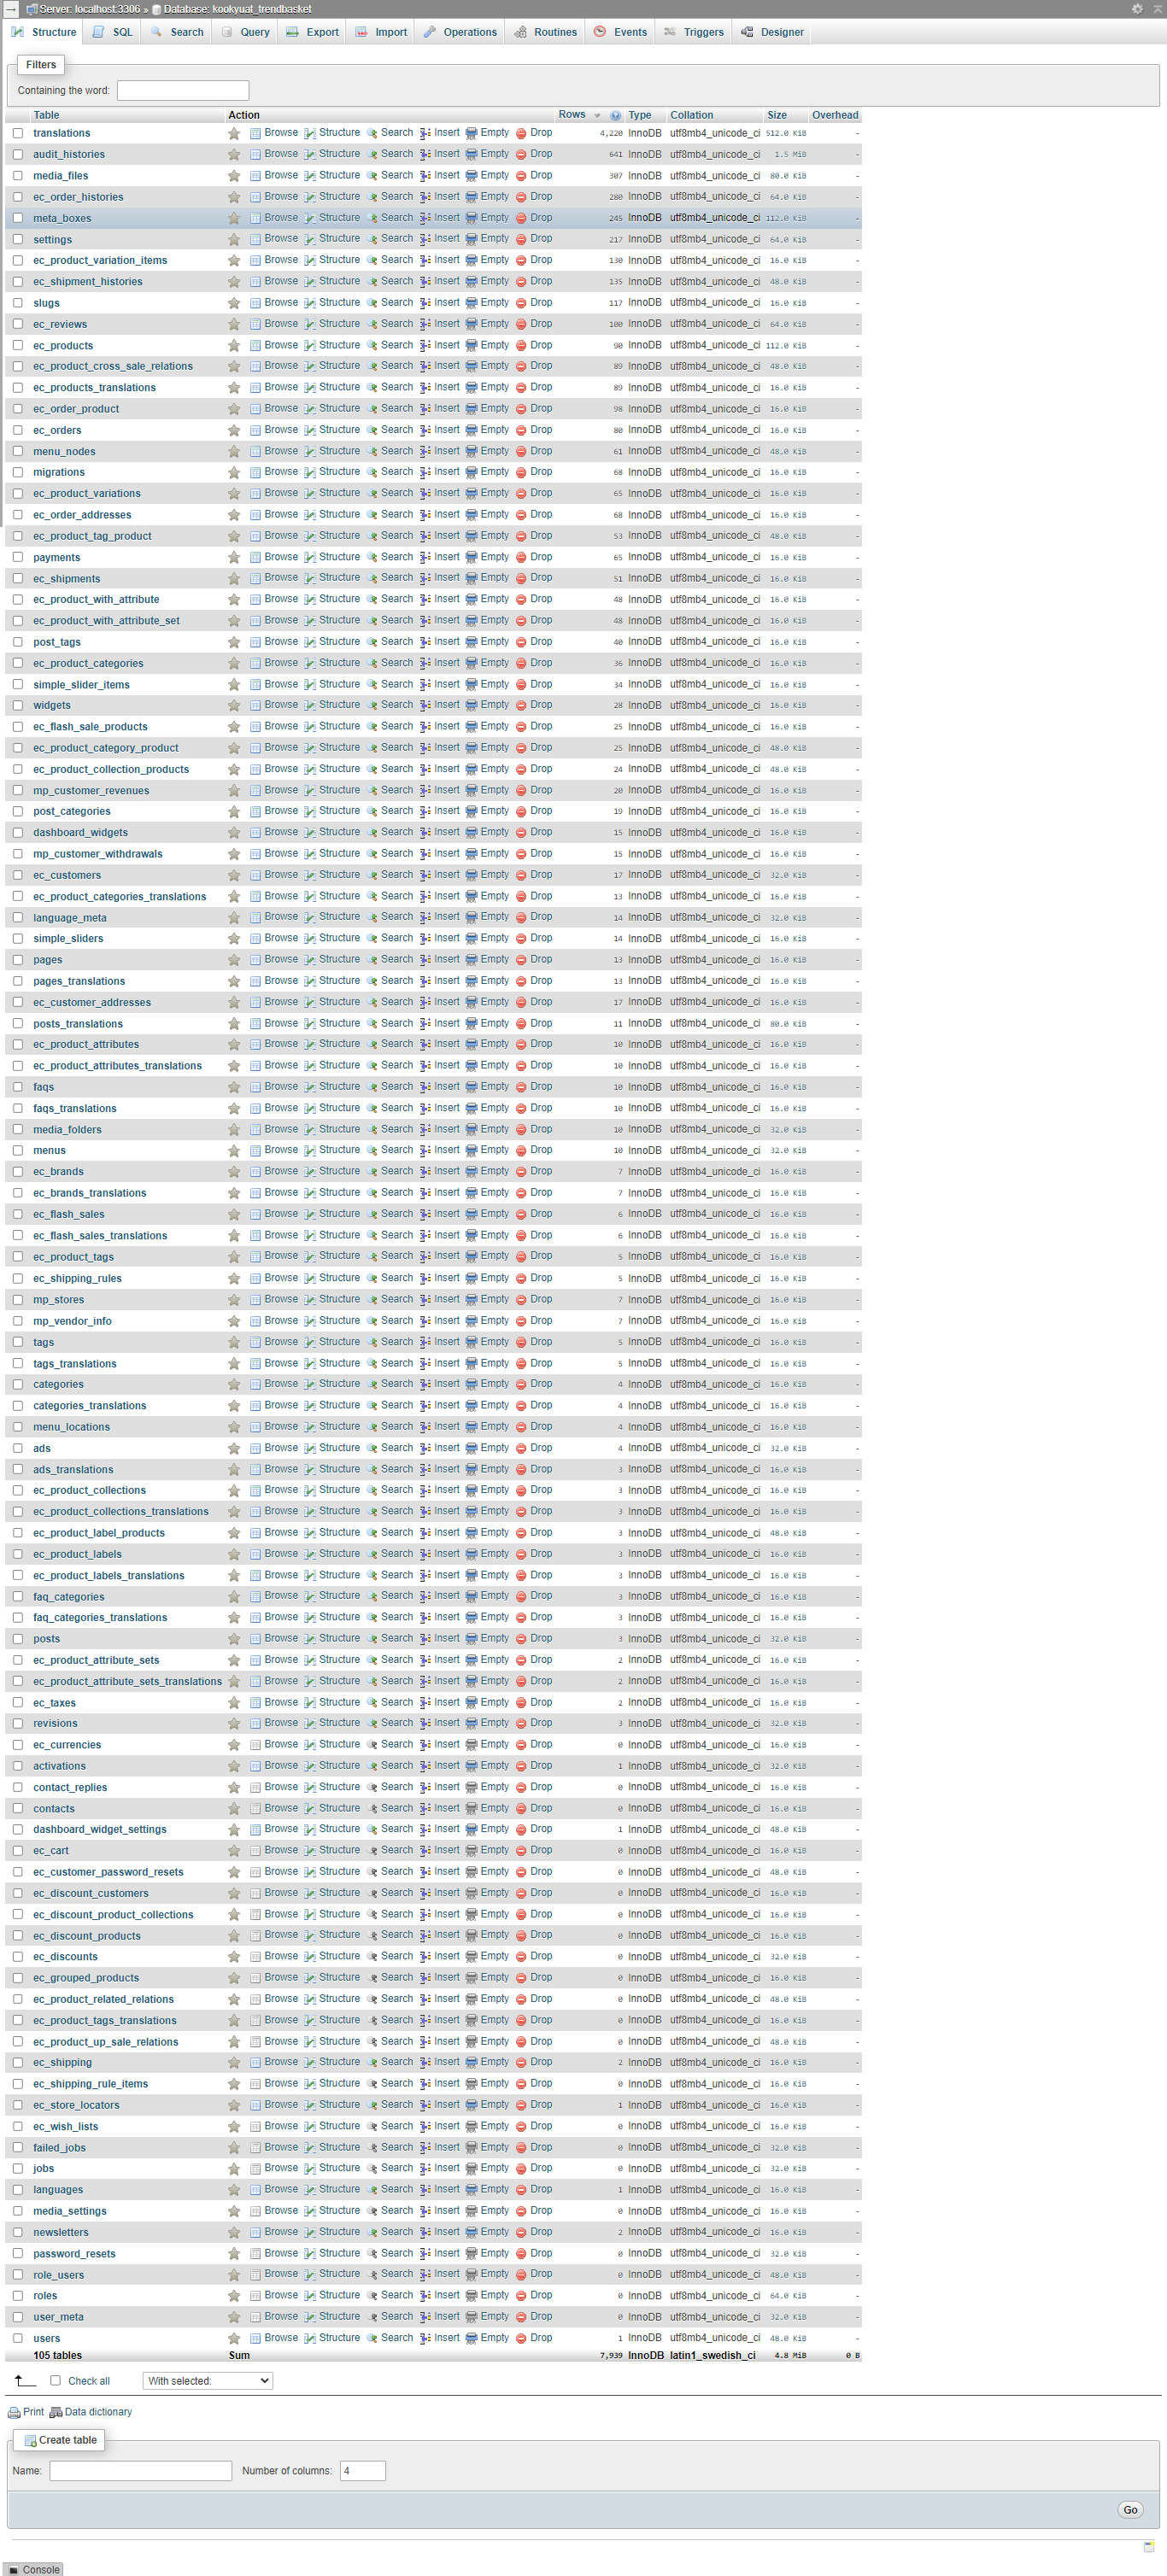 Server: localhost:3306 » Database: kookyuat_trendbasket
Structure SQL Search Query Export Import Operations Routines Events Triggers Designer
Filters
Containing the word:
Table Action Rows Type Collation Size Overhead
translations Browse Structure Search Insert Empty Drop 4,220 InnoDB utf8mb4_unicode_ci 512.0 KiB -
audit_histories Browse Structure Search Insert Empty Drop 641 InnoDB utf8mb4_unicode_ci 1.5 MiB -
media_files Browse Structure Search Insert Empty Drop 307 InnoDB utf8mb4_unicode_ci 80.0 KiB -
ec_order_histories Browse Structure Search Insert Empty Drop 280 InnoDB utf8mb4_unicode_ci 64.0 KiB -
meta_boxes Browse Structure Search Insert Empty Drop 245 InnoDB utf8mb4_unicode_ci 112.0 KiB -
settings Browse Structure Search Insert Empty Drop 217 InnoDB utf8mb4_unicode_ci 64.0 KiB -
ec_product_variation_items Browse Structure Search Insert Empty Drop 130 InnoDB utf8mb4_unicode_ci 16.0 KiB -
ec_shipment_histories Browse Structure Search Insert Empty Drop 135 InnoDB utf8mb4_unicode_ci 48.0 KiB -
slugs Browse Structure Search Insert Empty Drop 117 InnoDB utf8mb4_unicode_ci 16.0 KiB -
ec_reviews Browse Structure Search Insert Empty Drop 100 InnoDB utf8mb4_unicode_ci 64.0 KiB -
ec_products Browse Structure Search Insert Empty Drop 90 InnoDB utf8mb4_unicode_ci 112.0 KiB -
ec_product_cross_sale_relations Browse Structure Search Insert Empty Drop 89 InnoDB utf8mb4_unicode_ci 48.0 KiB -
ec_products_translations Browse Structure Search Insert Empty Drop 89 InnoDB utf8mb4_unicode_ci 16.0 KiB -
ec_order_product Browse Structure Search Insert Empty Drop 98 InnoDB utf8mb4_unicode_ci 16.0 KiB -
ec_orders Browse Structure Search Insert Empty Drop 80 InnoDB utf8mb4_unicode_ci 16.0 KiB -
menu_nodes Browse Structure Search Insert Empty Drop 61 InnoDB utf8mb4_unicode_ci 48.0 KiB -
migrations Browse Structure Search Insert Empty Drop 68 InnoDB utf8mb4_unicode_ci 16.0 KiB -
ec_product_variations Browse Structure Search Insert Empty Drop 65 InnoDB utf8mb4_unicode_ci 16.0 KiB -
ec_order_addresses Browse Structure Search Insert Empty Drop 68 InnoDB utf8mb4_unicode_ci 16.0 KiB -
ec_product_tag_product Browse Structure Search Insert Empty Drop 53 InnoDB utf8mb4_unicode_ci 48.0 KiB -
payments Browse Structure Search Insert Empty Drop 65 InnoDB utf8mb4_unicode_ci 16.0 KiB -
ec_shipments Browse Structure Search Insert Empty Drop 51 InnoDB utf8mb4_unicode_ci 16.0 KiB -
ec_product_with_attribute Browse Structure Search Insert Empty Drop 48 InnoDB utf8mb4_unicode_ci 16.0 KiB -
ec_product_with_attribute_set Browse Structure Search Insert Empty Drop 48 InnoDB utf8mb4_unicode_ci 16.0 KiB -
post_tags Browse Structure Search Insert Empty Drop 40 InnoDB utf8mb4_unicode_ci 16.0 KiB -
ec_product_categories Browse Structure Search Insert Empty Drop 36 InnoDB utf8mb4_unicode_ci 16.0 KiB -
simple_slider_items Browse Structure Search Insert Empty Drop 34 InnoDB utf8mb4_unicode_ci 16.0 KiB -
widgets Browse Structure Search Insert Empty Drop 28 InnoDB utf8mb4_unicode_ci 16.0 KiB -
ec_flash_sale_products Browse Structure Search Insert Empty Drop 25 InnoDB utf8mb4_unicode_ci 16.0 KiB -
ec_product_category_product Browse Structure Search Insert Empty Drop 25 InnoDB utf8mb4_unicode_ci 48.0 KiB -
ec_product_collection_products Browse Structure Search Insert Empty Drop 24 InnoDB utf8mb4_unicode_ci 48.0 KiB -
mp_customer_revenues Browse Structure Search Insert Empty Drop 20 InnoDB utf8mb4_unicode_ci 16.0 KiB -
post_categories Browse Structure Search Insert Empty Drop 19 InnoDB utf8mb4_unicode_ci 16.0 KiB -
dashboard_widgets Browse Structure Search Insert Empty Drop 15 InnoDB utf8mb4_unicode_ci 16.0 KiB -
mp_customer_withdrawals Browse Structure Search Insert Empty Drop 15 InnoDB utf8mb4_unicode_ci 16.0 KiB -
ec_customers Browse Structure Search Insert Empty Drop 17 InnoDB utf8mb4_unicode_ci 32.0 KiB -
ec_product_categories_translations Browse Structure Search Insert Empty Drop 13 InnoDB utf8mb4_unicode_ci 16.0 KiB -
language_meta Browse Structure Search Insert Empty Drop 14 InnoDB utf8mb4_unicode_ci 32.0 KiB -
simple_sliders Browse Structure Search Insert Empty Drop 14 InnoDB utf8mb4_unicode_ci 16.0 KiB -
pages Browse Structure Search Insert Empty Drop 13 InnoDB utf8mb4_unicode_ci 16.0 KiB -
pages_translations Browse Structure Search Insert Empty Drop 13 InnoDB utf8mb4_unicode_ci 16.0 KiB -
ec_customer_addresses Browse Structure Search Insert Empty Drop 17 InnoDB utf8mb4_unicode_ci 16.0 KiB -
posts_translations Browse Structure Search Insert Empty Drop 11 InnoDB utf8mb4_unicode_ci 80.0 KiB -
ec_product_attributes Browse Structure Search Insert Empty Drop 10 InnoDB utf8mb4_unicode_ci 16.0 KiB -
ec_product_attributes_translations Browse Structure Search Insert Empty Drop 10 InnoDB utf8mb4_unicode_ci 16.0 KiB -
faqs Browse Structure Search Insert Empty Drop 10 InnoDB utf8mb4_unicode_ci 16.0 KiB -
faqs_translations Browse Structure Search Insert Empty Drop 10 InnoDB utf8mb4_unicode_ci 16.0 KiB -
media_folders Browse Structure Search Insert Empty Drop 10 InnoDB utf8mb4_unicode_ci 32.0 KiB -
menus Browse Structure Search Insert Empty Drop 10 InnoDB utf8mb4_unicode_ci 32.0 KiB -
ec_brands Browse Structure Search Insert Empty Drop 7 InnoDB utf8mb4_unicode_ci 16.0 KiB -
ec_brands_translations Browse Structure Search Insert Empty Drop 7 InnoDB utf8mb4_unicode_ci 16.0 KiB -
ec_flash_sales Browse Structure Search Insert Empty Drop 6 InnoDB utf8mb4_unicode_ci 16.0 KiB -
ec_flash_sales_translations Browse Structure Search Insert Empty Drop 6 InnoDB utf8mb4_unicode_ci 16.0 KiB -
ec_product_tags Browse Structure Search Insert Empty Drop 5 InnoDB utf8mb4_unicode_ci 16.0 KiB -
ec_shipping_rules Browse Structure Search Insert Empty Drop 5 InnoDB utf8mb4_unicode_ci 16.0 KiB -
mp_stores Browse Structure Search Insert Empty Drop 7 InnoDB utf8mb4_unicode_ci 16.0 KiB -
mp_vendor_info Browse Structure Search Insert Empty Drop 7 InnoDB utf8mb4_unicode_ci 16.0 KiB -
tags Browse Structure Search Insert Empty Drop 5 InnoDB utf8mb4_unicode_ci 16.0 KiB -
tags_translations Browse Structure Search Insert Empty Drop 5 InnoDB utf8mb4_unicode_ci 16.0 KiB -
categories Browse Structure Search Insert Empty Drop 4 InnoDB utf8mb4_unicode_ci 16.0 KiB -
categories_translations Browse Structure Search Insert Empty Drop 4 InnoDB utf8mb4_unicode_ci 16.0 KiB -
menu_locations Browse Structure Search Insert Empty Drop 4 InnoDB utf8mb4_unicode_ci 16.0 KiB -
ads Browse Structure Search Insert Empty Drop 4 InnoDB utf8mb4_unicode_ci 32.0 KiB -
ads_translations Browse Structure Search Insert Empty Drop 3 InnoDB utf8mb4_unicode_ci 16.0 KiB -
ec_product_collections Browse Structure Search Insert Empty Drop 3 InnoDB utf8mb4_unicode_ci 16.0 KiB -
ec_product_collections_translations Browse Structure Search Insert Empty Drop 3 InnoDB utf8mb4_unicode_ci 16.0 KiB -
ec_product_label_products Browse Structure Search Insert Empty Drop 3 InnoDB utf8mb4_unicode_ci 48.0 KiB -
ec_product_labels Browse Structure Search Insert Empty Drop 3 InnoDB utf8mb4_unicode_ci 16.0 KiB -
ec_product_labels_translations Browse Structure Search Insert Empty Drop 3 InnoDB utf8mb4_unicode_ci 16.0 KiB -
faq_categories Browse Structure Search Insert Empty Drop 3 InnoDB utf8mb4_unicode_ci 16.0 KiB -
faq_categories_translations Browse Structure Search Insert Empty Drop 3 InnoDB utf8mb4_unicode_ci 16.0 KiB -
posts Browse Structure Search Insert Empty Drop 3 InnoDB utf8mb4_unicode_ci 32.0 KiB -
ec_product_attribute_sets Browse Structure Search Insert Empty Drop 2 InnoDB utf8mb4_unicode_ci 16.0 KiB -
ec_product_attribute_sets_translations Browse Structure Search Insert Empty Drop 2 InnoDB utf8mb4_unicode_ci 16.0 KiB -
ec_taxes Browse Structure Search Insert Empty Drop 2 InnoDB utf8mb4_unicode_ci 16.0 KiB -
revisions Browse Structure Search Insert Empty Drop 3 InnoDB utf8mb4_unicode_ci 32.0 KiB -
ec_currencies Browse Structure Search Insert Empty Drop 0 InnoDB utf8mb4_unicode_ci 16.0 KiB -
activations Browse Structure Search Insert Empty Drop 1 InnoDB utf8mb4_unicode_ci 32.0 KiB -
contact_replies Browse Structure Search Insert Empty Drop 0 InnoDB utf8mb4_unicode_ci 16.0 KiB -
contacts Browse Structure Search Insert Empty Drop 0 InnoDB utf8mb4_unicode_ci 16.0 KiB -
dashboard_widget_settings Browse Structure Search Insert Empty Drop 1 InnoDB utf8mb4_unicode_ci 48.0 KiB -
ec_cart Browse Structure Search Insert Empty Drop 0 InnoDB utf8mb4_unicode_ci 16.0 KiB -
ec_customer_password_resets Browse Structure Search Insert Empty Drop 0 InnoDB utf8mb4_unicode_ci 48.0 KiB -
ec_discount_customers Browse Structure Search Insert Empty Drop 0 InnoDB utf8mb4_unicode_ci 16.0 KiB -
ec_discount_product_collections Browse Structure Search Insert Empty Drop 0 InnoDB utf8mb4_unicode_ci 16.0 KiB -
ec_discount_products Browse Structure Search Insert Empty Drop 0 InnoDB utf8mb4_unicode_ci 16.0 KiB -
ec_discounts Browse Structure Search Insert Empty Drop 0 InnoDB utf8mb4_unicode_ci 32.0 KiB -
ec_grouped_products Browse Structure Search Insert Empty Drop 0 InnoDB utf8mb4_unicode_ci 16.0 KiB -
ec_product_related_relations Browse Structure Search Insert Empty Drop 0 InnoDB utf8mb4_unicode_ci 48.0 KiB -
ec_product_tags_translations Browse Structure Search Insert Empty Drop 0 InnoDB utf8mb4_unicode_ci 16.0 KiB -
ec_product_up_sale_relations Browse Structure Search Insert Empty Drop 0 InnoDB utf8mb4_unicode_ci 48.0 KiB -
ec_shipping Browse Structure Search Insert Empty Drop 2 InnoDB utf8mb4_unicode_ci 16.0 KiB -
ec_shipping_rule_items Browse Structure Search Insert Empty Drop 0 InnoDB utf8mb4_unicode_ci 16.0 KiB -
ec_store_locators Browse Structure Search Insert Empty Drop 1 InnoDB utf8mb4_unicode_ci 16.0 KiB -
ec_wish_lists Browse Structure Search Insert Empty Drop 0 InnoDB utf8mb4_unicode_ci 16.0 KiB -
failed_jobs Browse Structure Search Insert Empty Drop 0 InnoDB utf8mb4_unicode_ci 32.0 KiB -
jobs Browse Structure Search Insert Empty Drop 0 InnoDB utf8mb4_unicode_ci 32.0 KiB -
languages Browse Structure Search Insert Empty Drop 1 InnoDB utf8mb4_unicode_ci 16.0 KiB -
media_settings Browse Structure Search Insert Empty Drop 0 InnoDB utf8mb4_unicode_ci 16.0 KiB -
newsletters Browse Structure Search Insert Empty Drop 2 InnoDB utf8mb4_unicode_ci 16.0 KiB -
password_resets Browse Structure Search Insert Empty Drop 0 InnoDB utf8mb4_unicode_ci 32.0 KiB -
role_users Browse Structure Search Insert Empty Drop 0 InnoDB utf8mb4_unicode_ci 48.0 KiB -
roles Browse Structure Search Insert Empty Drop 0 InnoDB utf8mb4_unicode_ci 64.0 KiB -
user_meta Browse Structure Search Insert Empty Drop 0 InnoDB utf8mb4_unicode_ci 32.0 KiB -
users Browse Structure Search Insert Empty Drop 1 InnoDB utf8mb4_unicode_ci 48.0 KiB -
105 tables Sum 7,939 InnoDB latin1_swedish_ci 4.8 MiB 0 B
Check all With selected:
Print Data dictionary
Create table
Name: Number of columns: 4
Go
Console